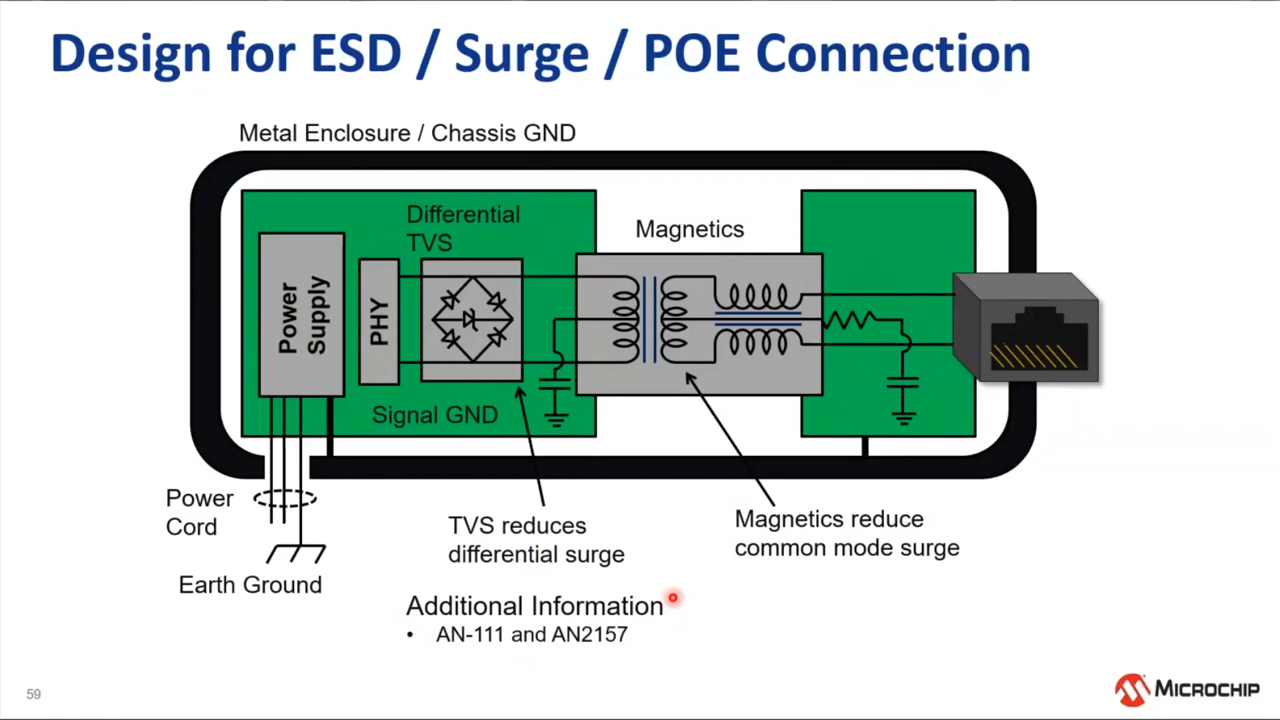 Design for ESD / Surge / POE Connection
Metal Enclosure / Chassis GND
Differential
TVS
Magnetics
Power
Supply
PHY
Signal GND
Power
Cord
Earth Ground
TVS reduces
differential surge
Magnetics reduce
common mode surge
Additional Information
• AN-111 and AN2157
59
MICROCHIP